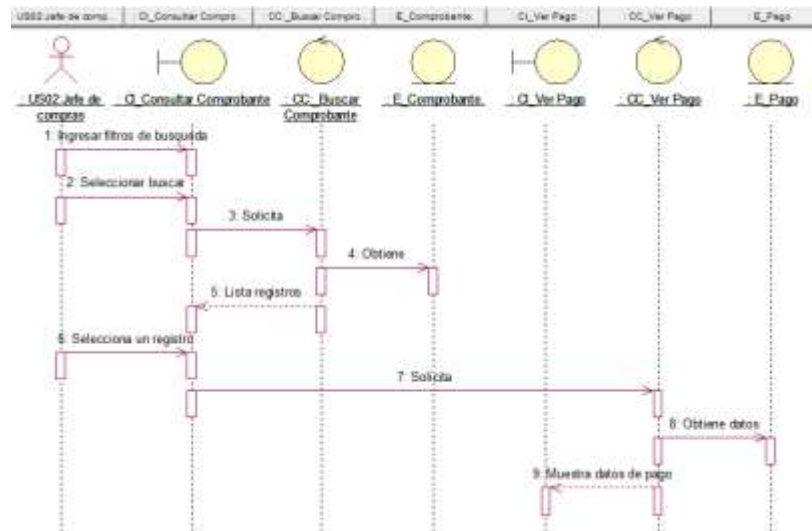 US02 Jefe de comp...
CI_Consultar Compro...
CC_Buscar Compro...
E_Comprobante
CI_Ver Pago
CC_Ver Pago
E_Pago
: US02 Jefe de
compras
: CI_Consultar Comprobante
: CC_Buscar
Comprobante
: E_Comprobante
: CI_Ver Pago
: CC_Ver Pago
: E_Pago
1: Ingresar filtros de busqueda
2: Seleccionar buscar
3: Solicita
4: Obtiene
5: Lista registros
6: Selecciona un registro
7: Solicita
8: Obtiene datos
9: Muestra datos de pago